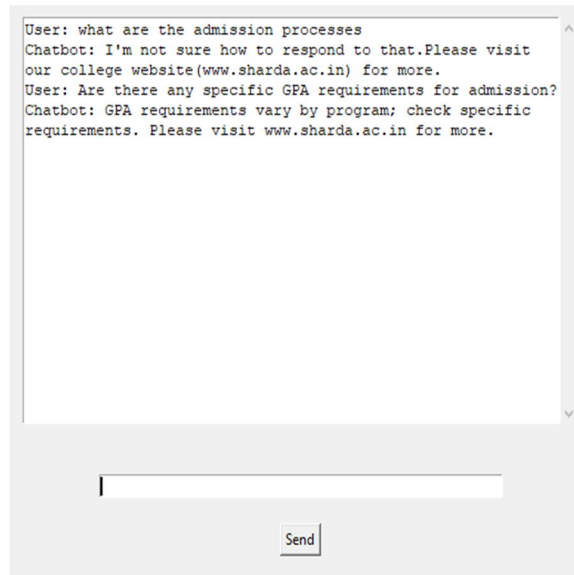 User: what are the admission processes
Chatbot: I'm not sure how to respond to that.Please visit
our college website(www.sharda.ac.in) for more.
User: Are there any specific GPA requirements for admission?
Chatbot: GPA requirements vary by program; check specific
requirements. Please visit www.sharda.ac.in for more.
Send